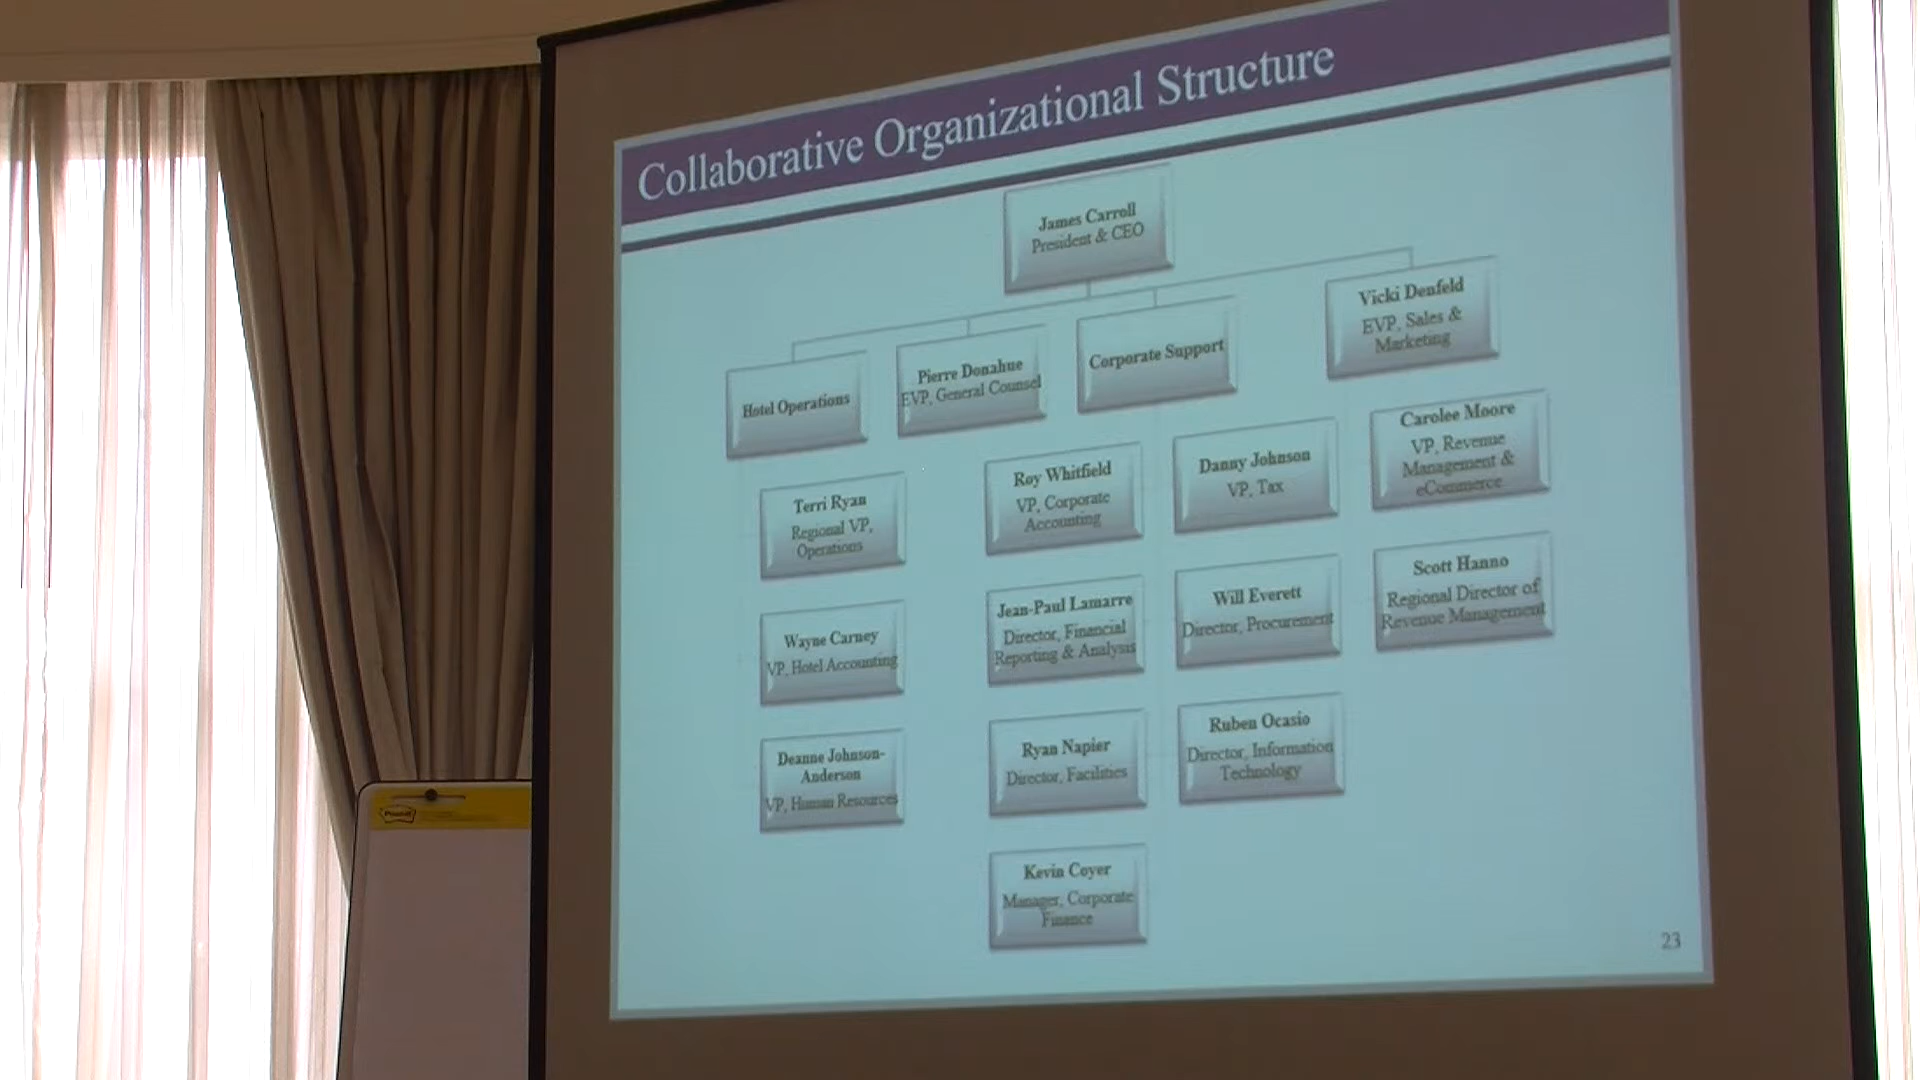 Collaborative Organizational Structure
James Carroll
President & CEO
Hotel Operations
Pierre Donahue
EVP, General Counsel
Corporate Support
Vicki Denfeld
EVP, Sales &
Marketing
Terri Ryan
Regional VP,
Operations
Roy Whitfield
VP, Corporate
Accounting
Danny Johnson
VP, Tax
Carolee Moore
VP, Revenue
Management &
eCommerce
Wayne Carney
VP, Hotel Accounting
Jean-Paul Lamarre
Director, Financial
Reporting & Analysis
Will Everett
Director, Procurement
Scott Hanno
Regional Director of
Revenue Management
Deanne Johnson-
Anderson
VP, Human Resources
Ryan Napier
Director, Facilities
Ruben Ocasio
Director, Information
Technology
Kevin Coyer
Manager, Corporate
Finance
23
Post-it